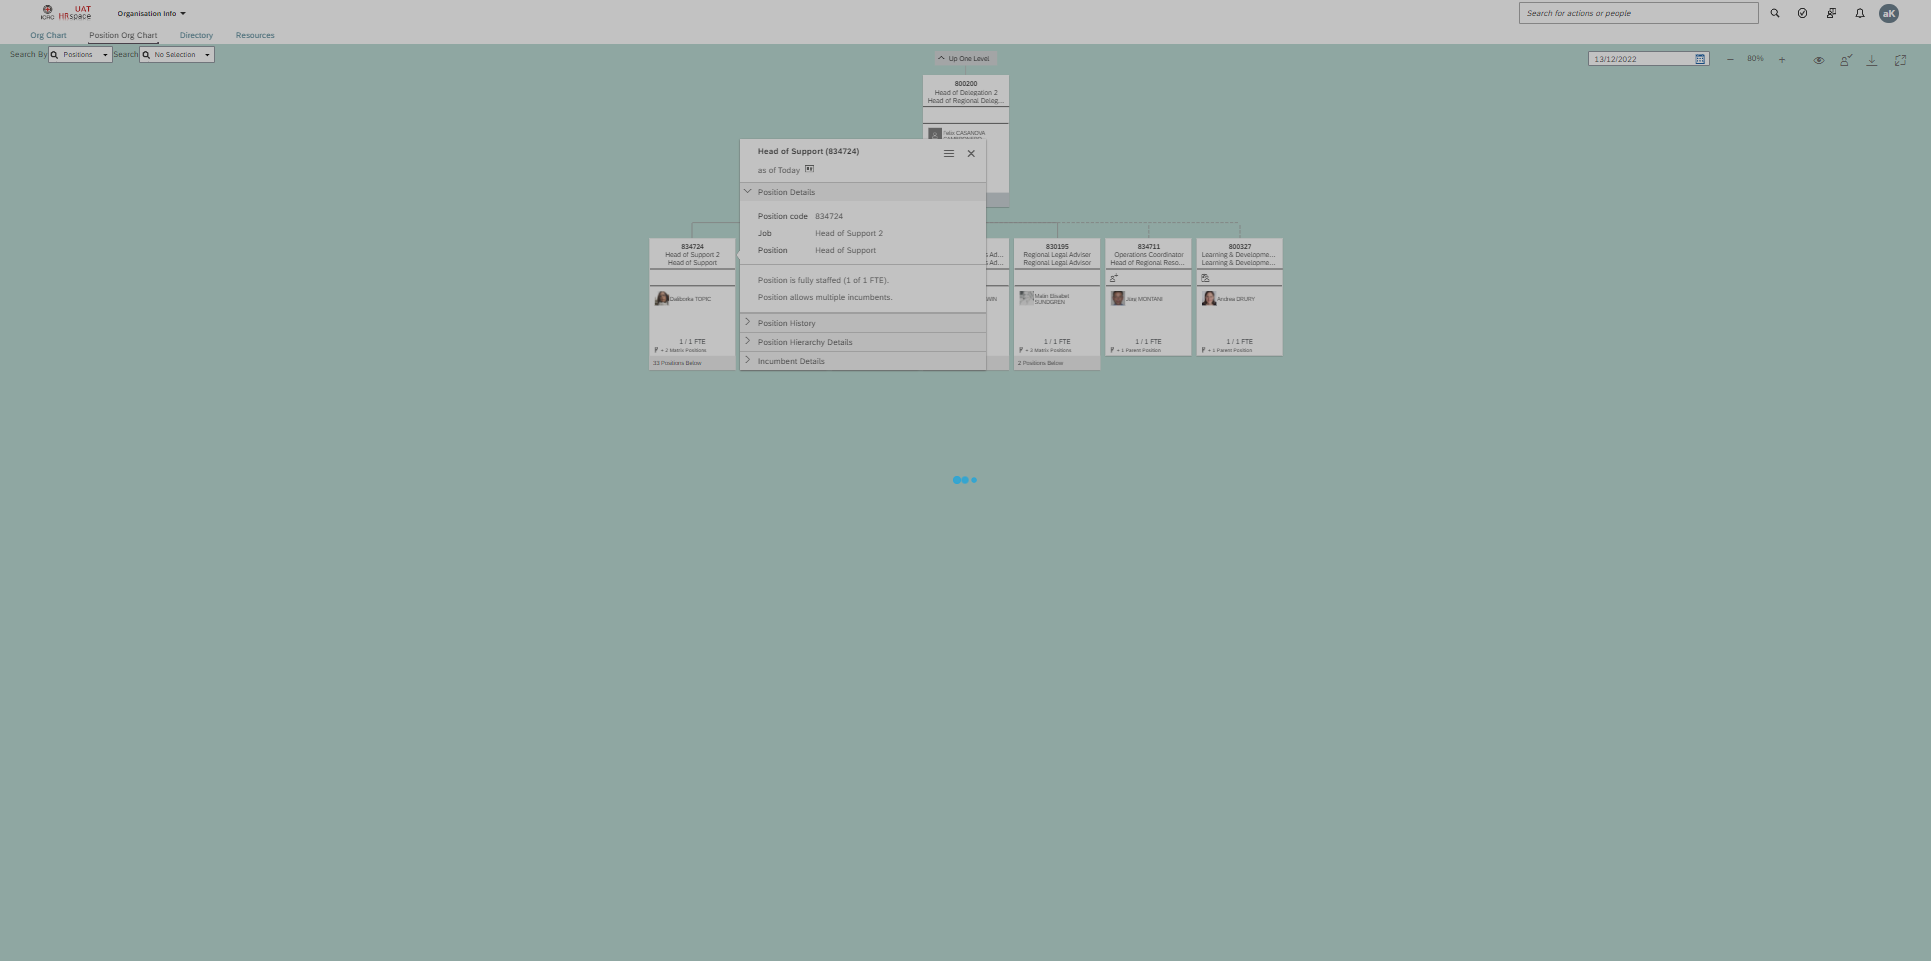 ICRC
UAT
HRspace
Organisation Info
Search for actions or people
aK
Org Chart
Position Org Chart
Directory
Resources
Search By
Positions
Search
No Selection
Up One Level
13/12/2022
80%
800200
Head of Delegation 2
Head of Regional Deleg...
Felix CASANOVA
Head of Support (834724)
as of Today
Position Details
Position code 834724
Job Head of Support 2
Position Head of Support
Position is fully staffed (1 of 1 FTE).
Position allows multiple incumbents.
Position History
Position Hierarchy Details
Incumbent Details
834724
Head of Support 2
Head of Support
Daliborka TOPIC
1 / 1 FTE
+ 2 Matrix Positions
33 Positions Below
Ad...
Ad...
WIN
830195
Regional Legal Adviser
Regional Legal Advisor
Malin Elisabel
SUNDGREN
1 / 1 FTE
+ 3 Matrix Positions
2 Positions Below
834711
Operations Coordinator
Head of Regional Reso...
MONTANI
1 / 1 FTE
+ 1 Parent Position
800327
Learning & Developme...
Learning & Developme...
Andrea DRURY
1 / 1 FTE
+ 1 Parent Position